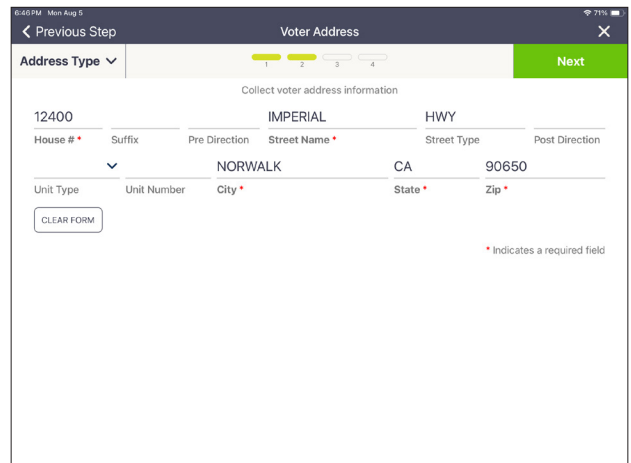 6:46 PM Mon Aug 5 71%
Previous Step Voter Address
Address Type 1 2 3 4 Next
Collect voter address information
12400 IMPERIAL HWY
House # * Suffix Pre Direction Street Name * Street Type Post Direction
NORWALK CA 90650
Unit Type Unit Number City * State * Zip *
CLEAR FORM
* Indicates a required field